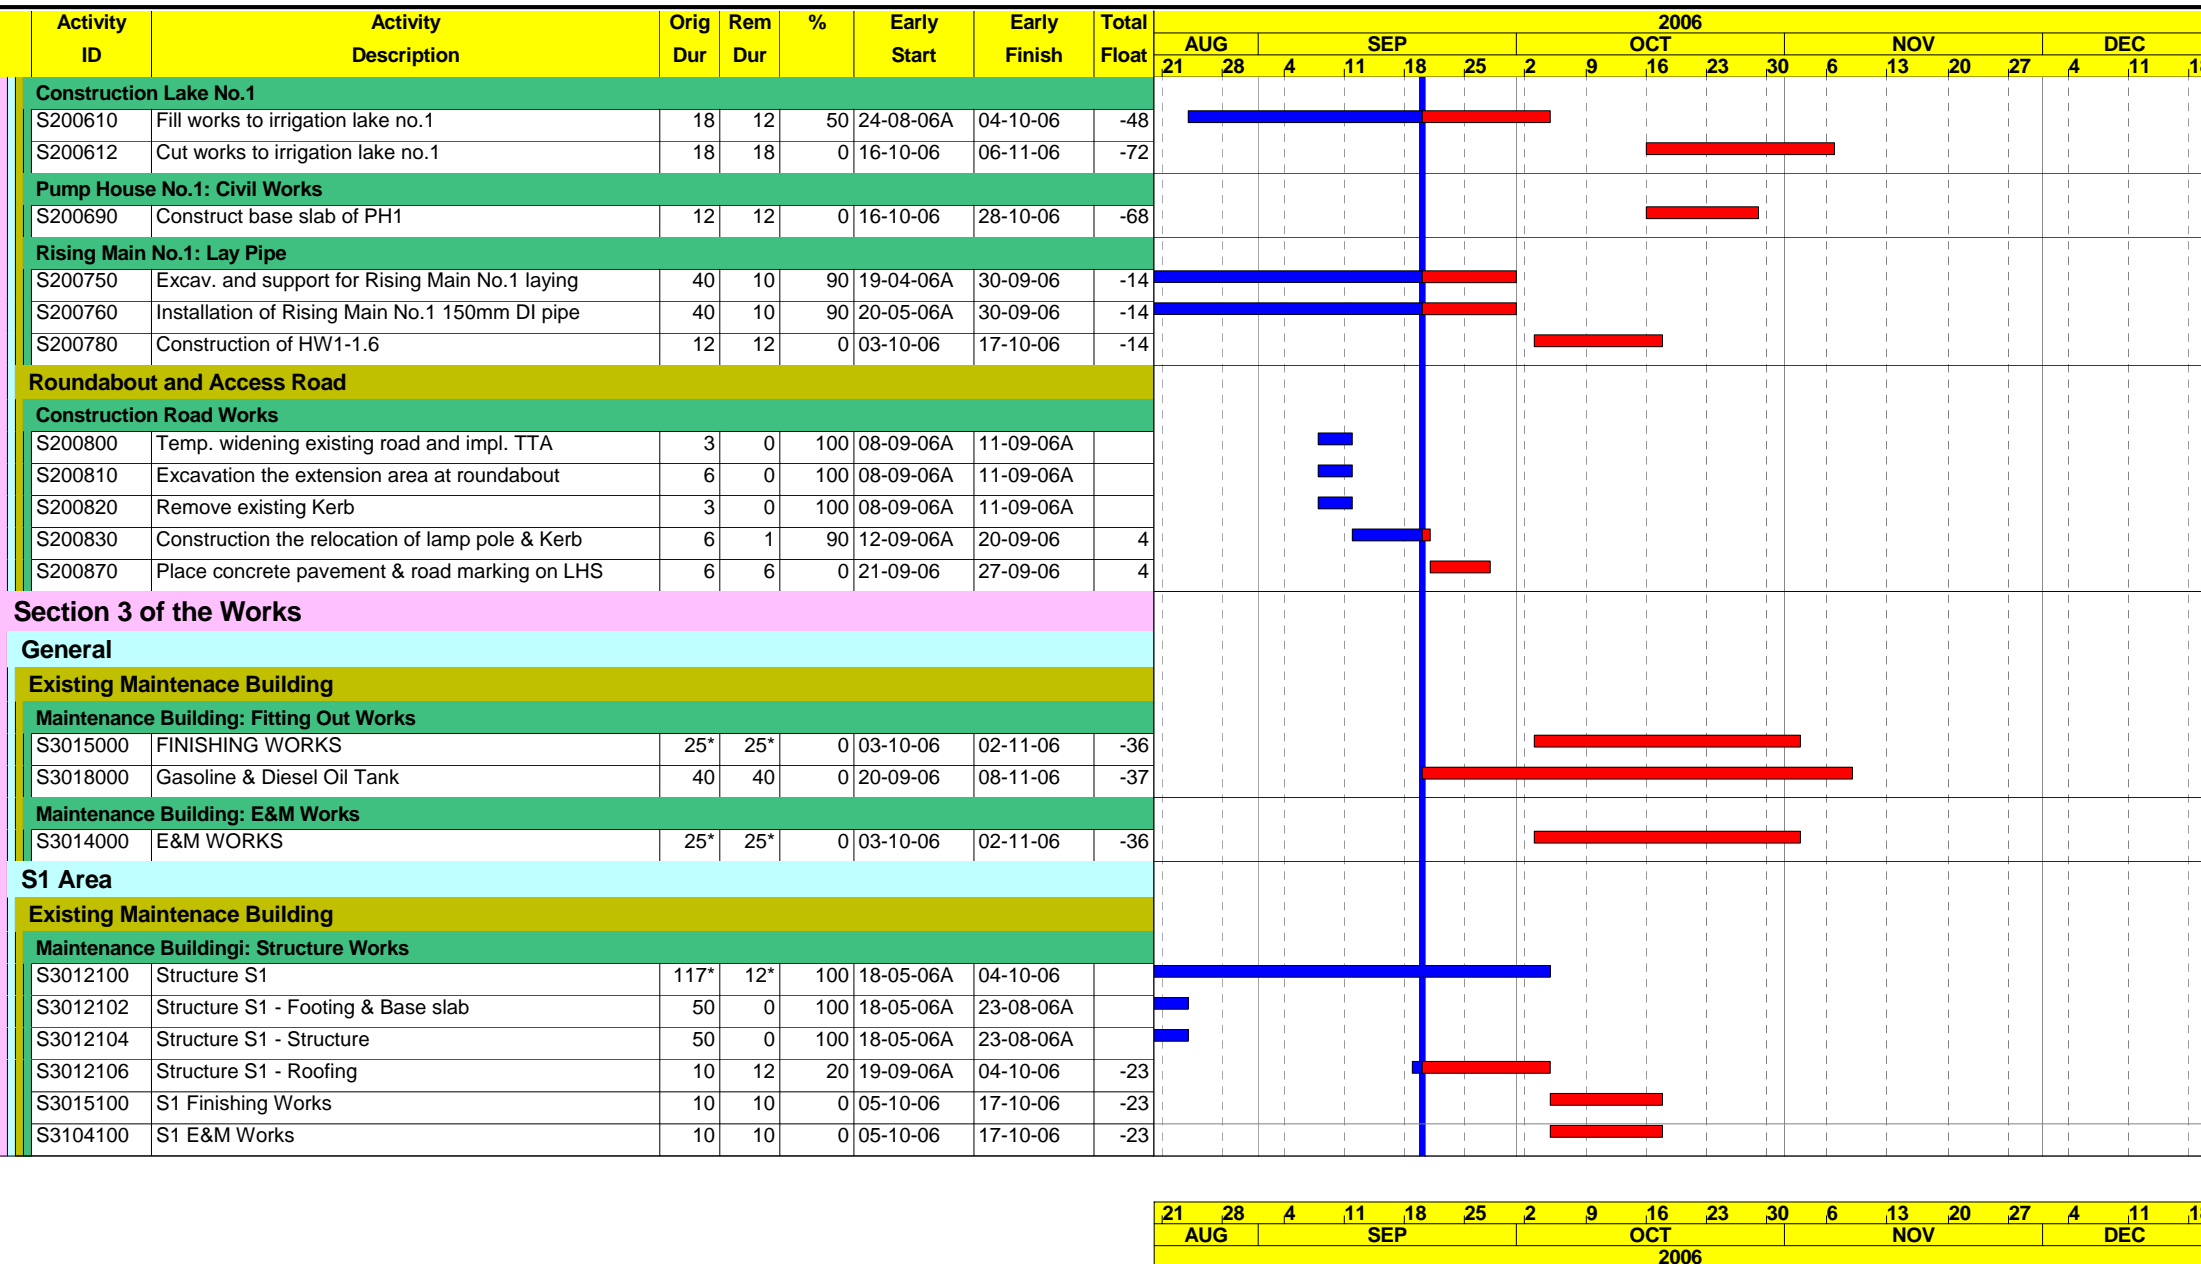 Activity Activity Orig Rem % Early Early Total 2006
ID Description Dur Dur Start Finish Float AUG SEP OCT NOV DEC
21 28 4 11 18 25 2 9 16 23 30 6 13 20 27 4 11
Construction Lake No.1
S200610 Fill works to irrigation lake no.1 18 12 50 24-08-06A 04-10-06 -48
S200612 Cut works to irrigation lake no.1 18 18 0 16-10-06 06-11-06 -72
Pump House No.1: Civil Works
S200690 Construct base slab of PH1 12 12 0 16-10-06 28-10-06 -68
Rising Main No.1: Lay Pipe
S200750 Excav. and support for Rising Main No.1 laying 40 10 90 19-04-06A 30-09-06 -14
S200760 Installation of Rising Main No.1 150mm DI pipe 40 10 90 20-05-06A 30-09-06 -14
S200780 Construction of HW1-1.6 12 12 0 03-10-06 17-10-06 -14
Roundabout and Access Road
Construction Road Works
S200800 Temp. widening existing road and impl. TTA 3 0 100 08-09-06A 11-09-06A
S200810 Excavation the extension area at roundabout 6 0 100 08-09-06A 11-09-06A
S200820 Remove existing Kerb 3 0 100 08-09-06A 11-09-06A
S200830 Construction the relocation of lamp pole & Kerb 6 1 90 12-09-06A 20-09-06 4
S200870 Place concrete pavement & road marking on LHS 6 6 0 21-09-06 27-09-06 4
Section 3 of the Works
General
Existing Maintenace Building
Maintenance Building: Fitting Out Works
S3015000 FINISHING WORKS 25* 25* 0 03-10-06 02-11-06 -36
S3018000 Gasoline & Diesel Oil Tank 40 40 0 20-09-06 08-11-06 -37
Maintenance Building: E&M Works
S3014000 E&M WORKS 25* 25* 0 03-10-06 02-11-06 -36
S1 Area
Existing Maintenace Building
Maintenance Buildingi: Structure Works
S3012100 Structure S1 117* 12* 100 18-05-06A 04-10-06
S3012102 Structure S1 - Footing & Base slab 50 0 100 18-05-06A 23-08-06A
S3012104 Structure S1 - Structure 50 0 100 18-05-06A 23-08-06A
S3012106 Structure S1 - Roofing 10 12 20 19-09-06A 04-10-06 -23
S3015100 S1 Finishing Works 10 10 0 05-10-06 17-10-06 -23
S3104100 S1 E&M Works 10 10 0 05-10-06 17-10-06 -23
21 28 4 11 18 25 2 9 16 23 30 6 13 20 27 4 11
AUG SEP OCT NOV DEC
2006